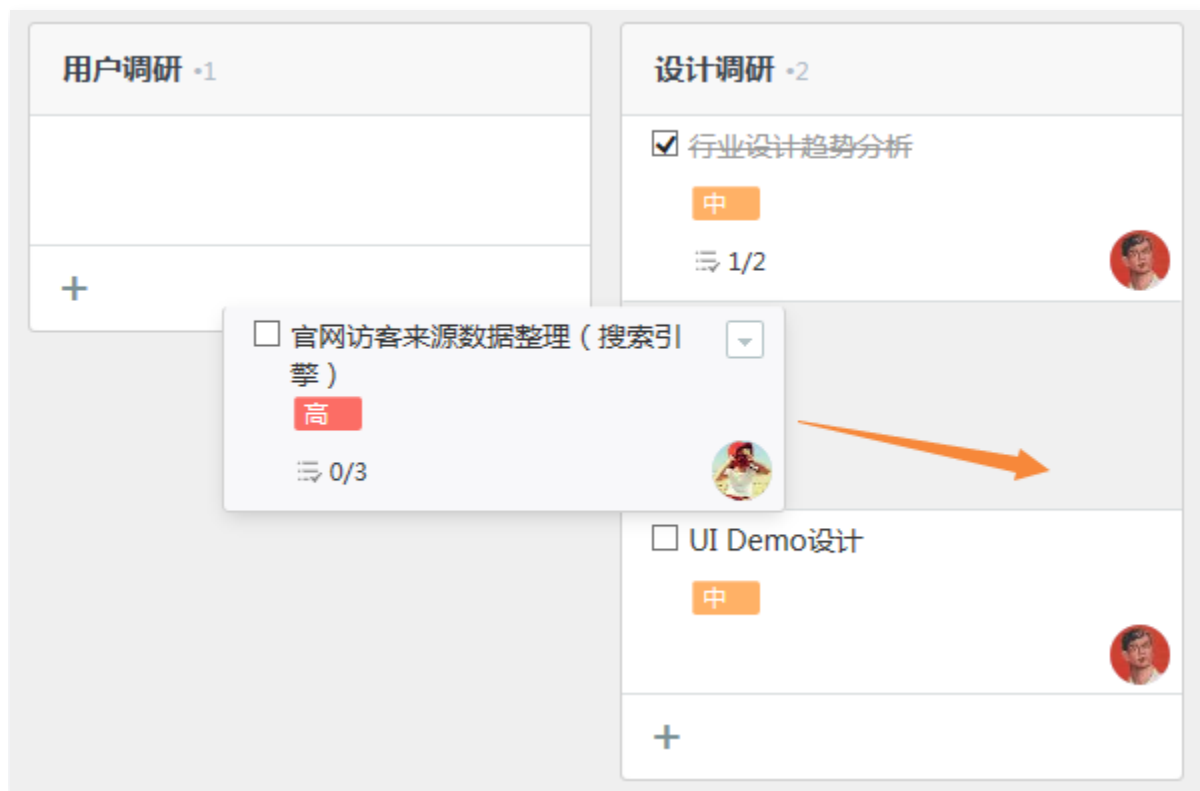 用户调研 •1
设计调研 •2
行业设计趋势分析
中
1/2
官网访客来源数据整理（搜索引
擎）
高
0/3
UI Demo设计
中